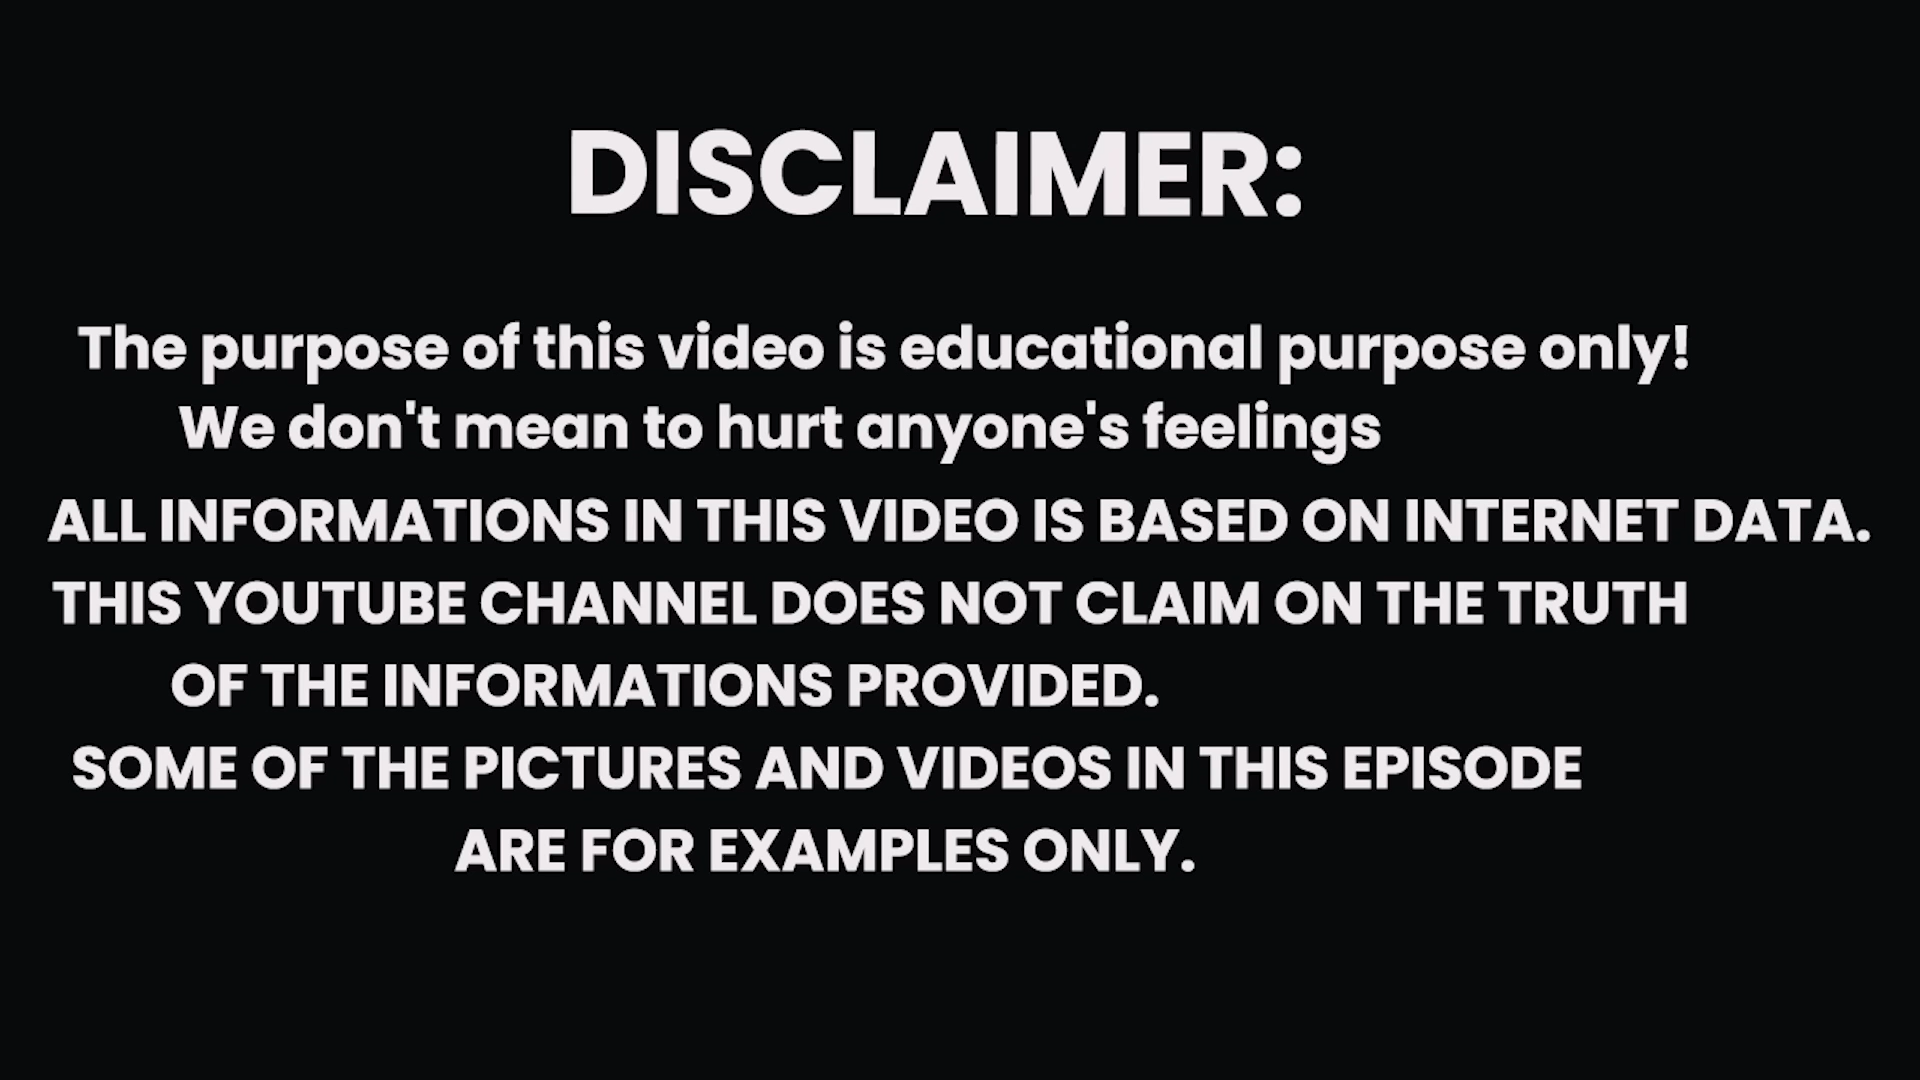 DISCLAIMER:
The purpose of this video is educational purpose only!
We don't mean to hurt anyone's feelings
ALL INFORMATIONS IN THIS VIDEO IS BASED ON INTERNET DATA.
THIS YOUTUBE CHANNEL DOES NOT CLAIM ON THE TRUTH
OF THE INFORMATIONS PROVIDED.
SOME OF THE PICTURES AND VIDEOS IN THIS EPISODE
ARE FOR EXAMPLES ONLY.